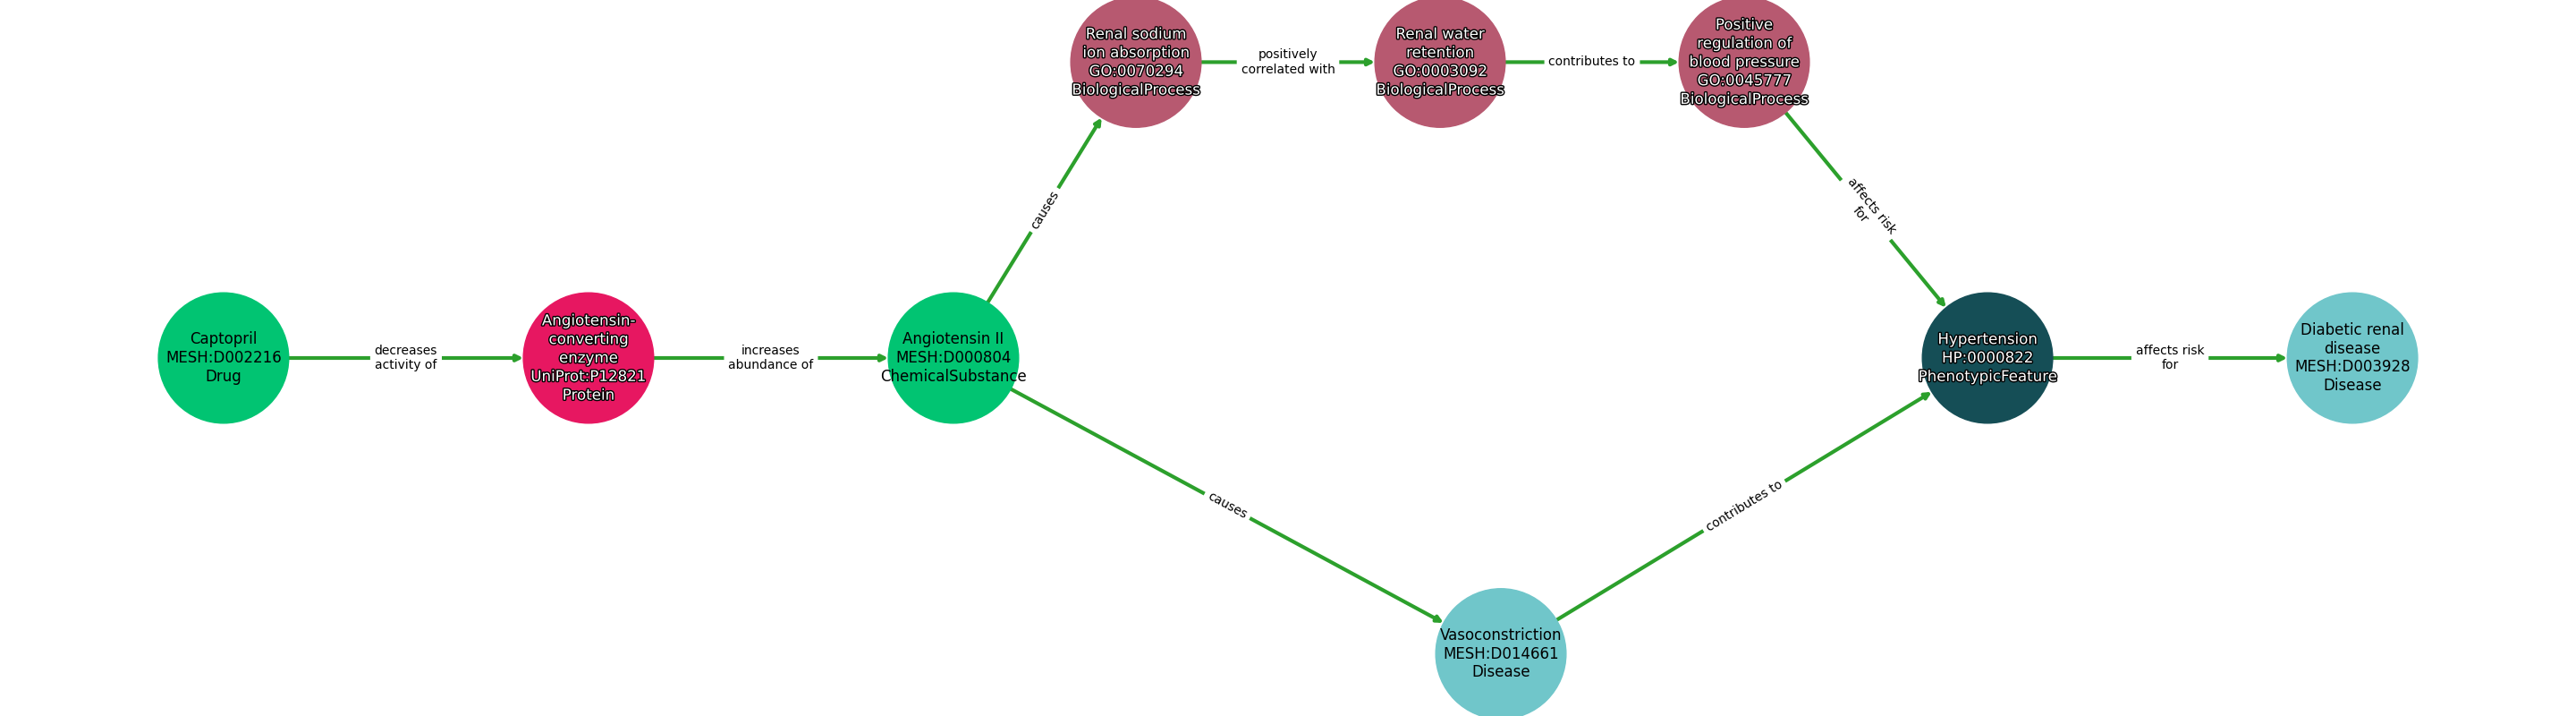 Renal sodium
ion absorption
GO:0070294
BiologicalProcess
positively
correlated with
Renal water
retention
GO:0003092
BiologicalProcess
contributes to
Positive
regulation of
blood pressure
GO:0045777
BiologicalProcess
causes
affects risk
for
Captopril
MESH:D002216
Drug
decreases
activity of
Angiotensin-
converting
enzyme
UniProt:P12821
Protein
increases
abundance of
Angiotensin II
MESH:D000804
ChemicalSubstance
Hypertension
HP:0000822
PhenotypicFeature
affects risk
for
Diabetic renal
disease
MESH:D003928
Disease
causes
contributes to
Vasoconstriction
MESH:D014661
Disease